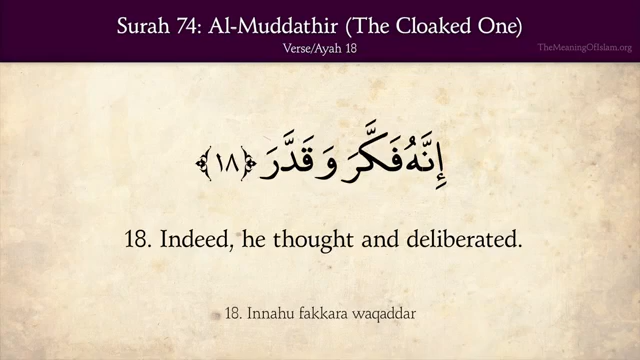 Surah 74: Al-Muddathir (The Cloaked One)
Verse/Ayah 18
TheMeaningOfIslam.org
إِنَّهُ فَكَّرَ وَ قَدَّرَ ﴿١٨﴾
18. Indeed, he thought and deliberated.
18. Innahu fakkara waqaddar